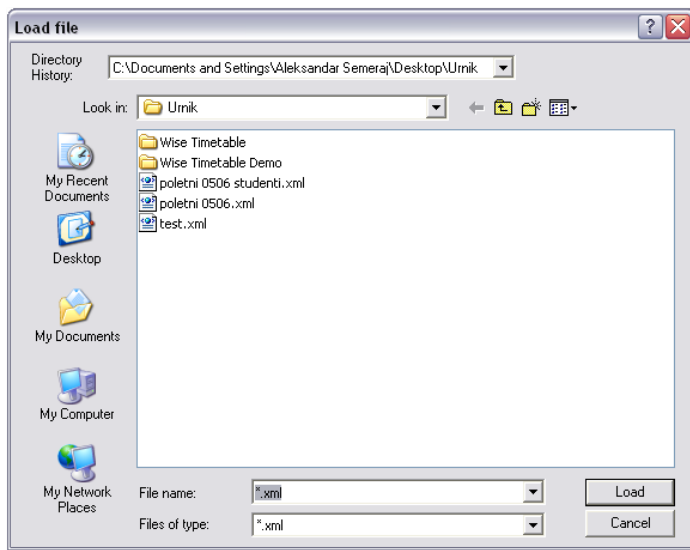 Load file
Directory
History:
C:\Documents and Settings\Aleksandar Semeraj\Desktop\Urnik
Look in:
Urnik
Wise Timetable
Wise Timetable Demo
poletni 0506 studenti.xml
poletni 0506.xml
test.xml
My Recent
Documents
Desktop
My Documents
My Computer
My Network
Places
File name:
*.xml
Load
Files of type:
*.xml
Cancel